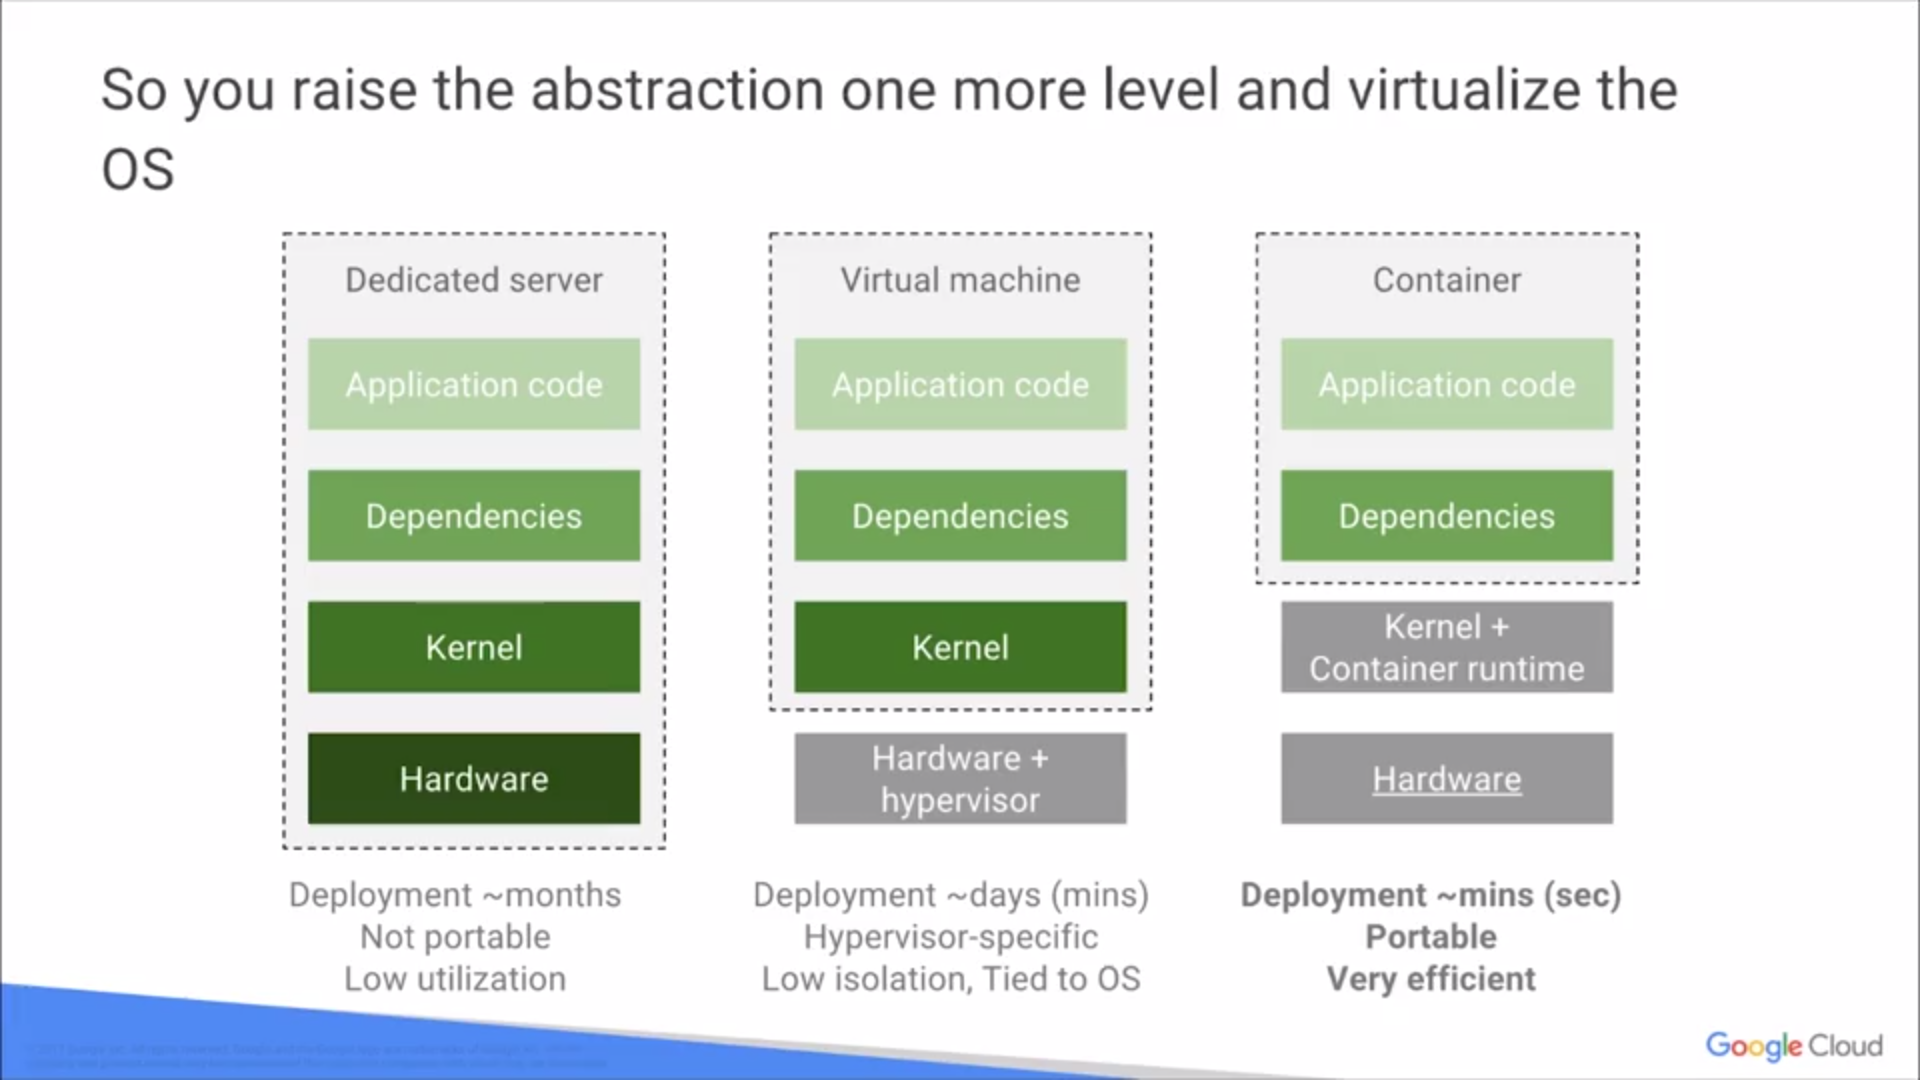 So you raise the abstraction one more level and virtualize the
OS
Dedicated server
Application code
Dependencies
Kernel
Hardware
Deployment ~months
Not portable
Low utilization
Virtual machine
Application code
Dependencies
Kernel
Hardware +
hypervisor
Deployment ~days (mins)
Hypervisor-specific
Low isolation, Tied to OS
Container
Application code
Dependencies
Kernel +
Container runtime
Hardware
Deployment ~mins (sec)
Portable
Very efficient
Google Cloud